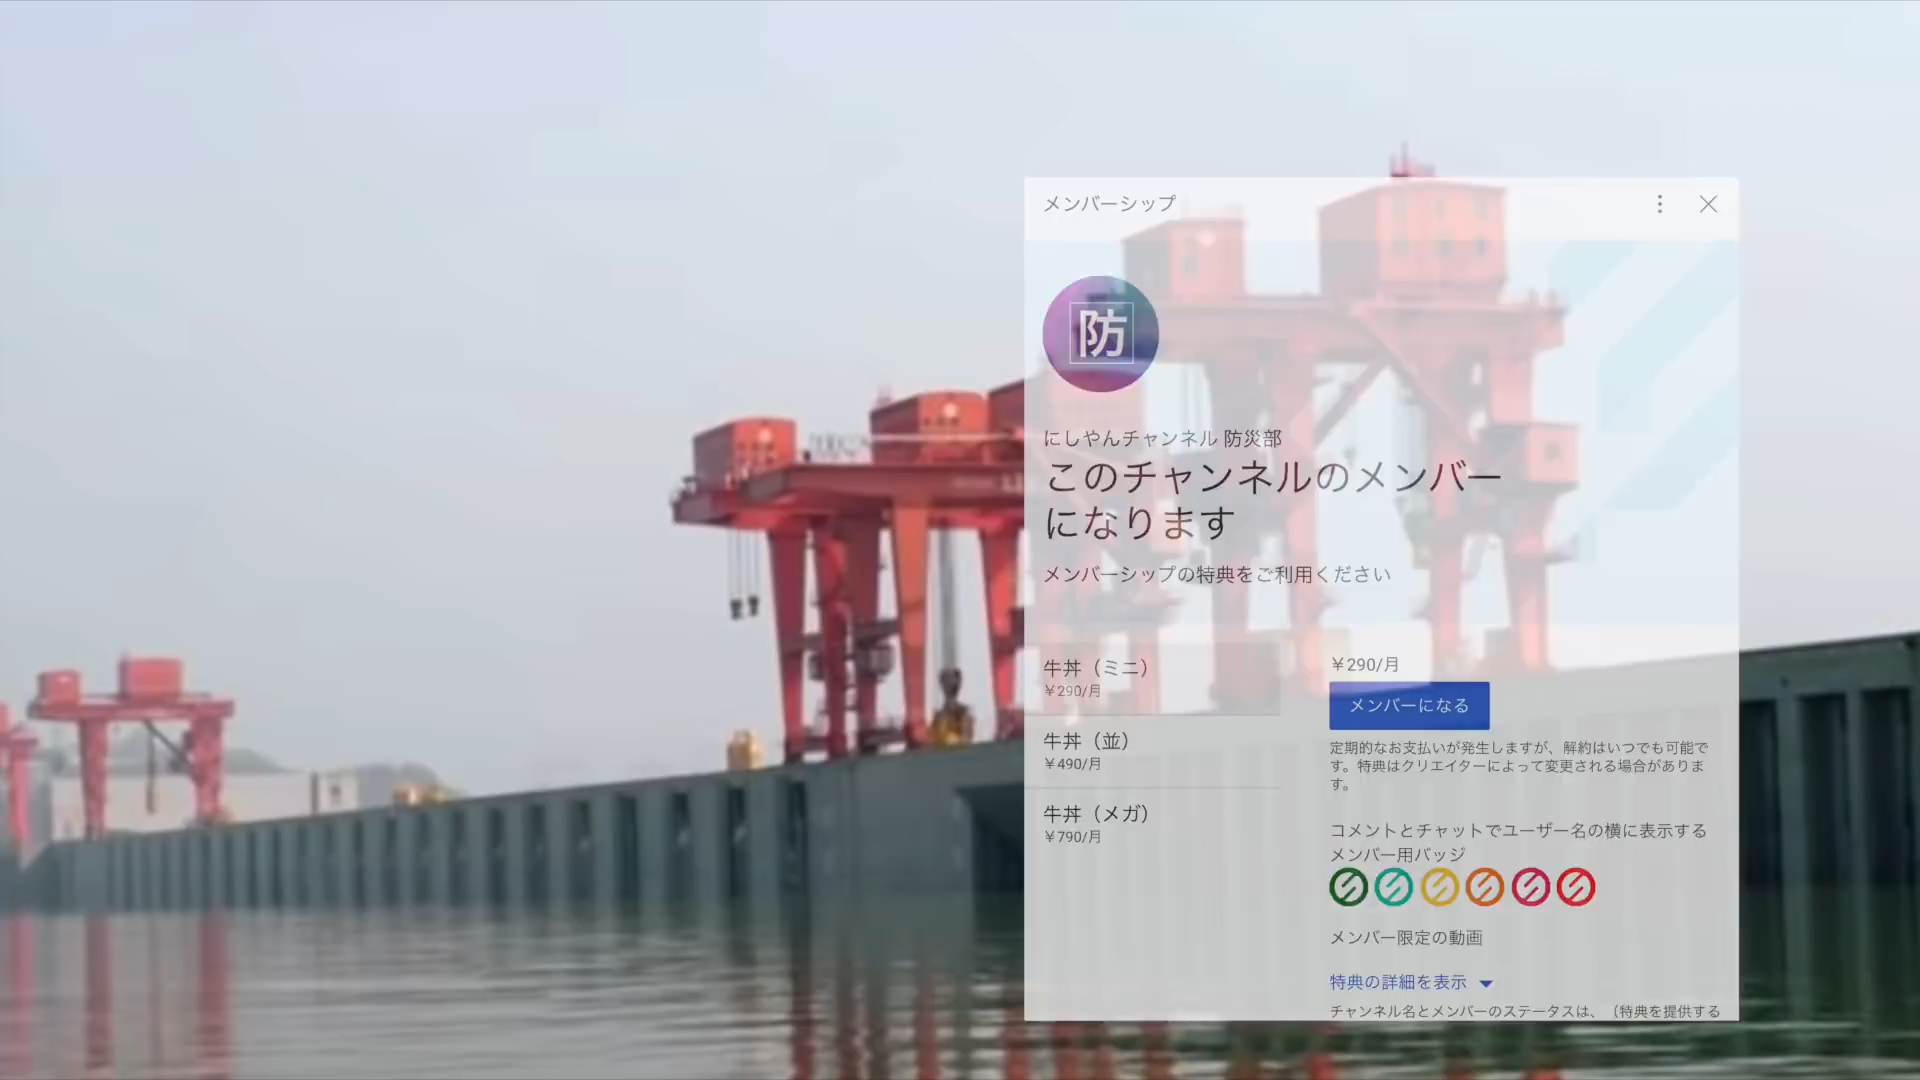 メンバーシップ
防
にしやんチャンネル 防災部
このチャンネルのメンバー
になります
メンバーシップの特典をご利用ください
牛丼（ミニ）
￥290/月
牛丼（並）
￥490/月
牛丼（メガ）
￥790/月
￥290/月
メンバーになる
定期的なお支払いが発生しますが、解約はいつでも可能で
す。特典はクリエイターによって変更される場合がありま
す。
コメントとチャットでユーザー名の横に表示する
メンバー用バッジ
メンバー限定の動画
特典の詳細を表示
チャンネル名とメンバーのステータスは、（特典を提供する